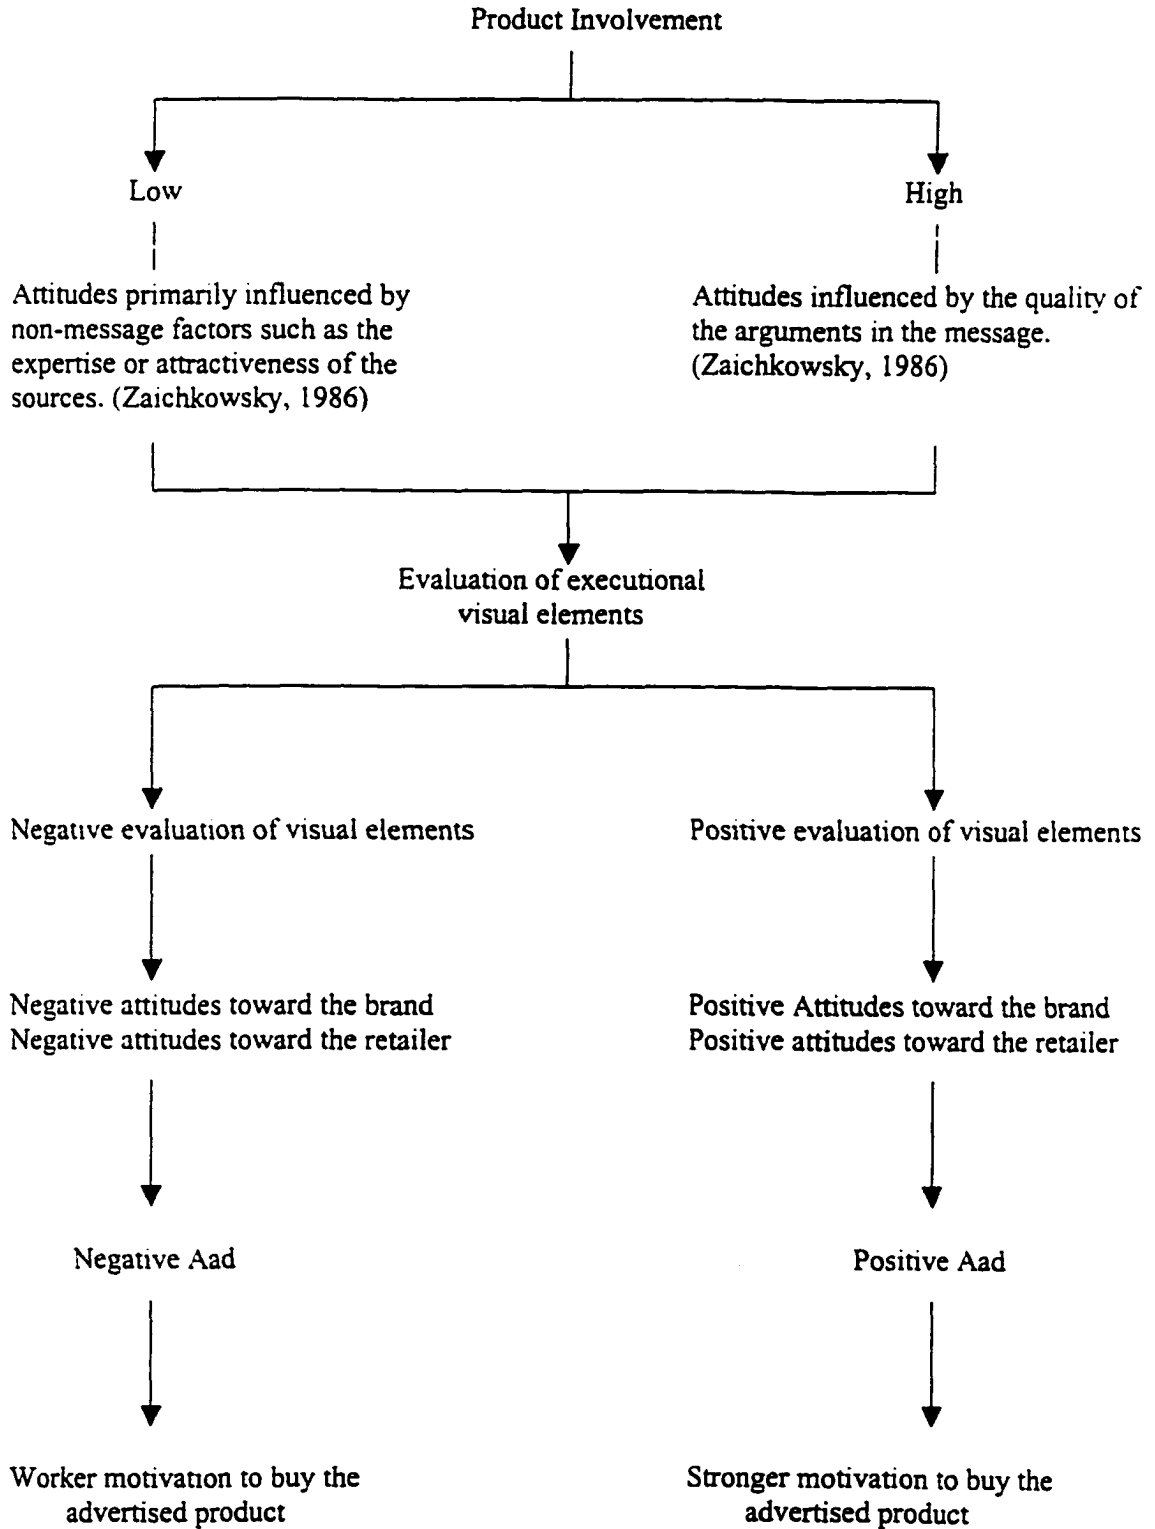 Product Involvement
Low
High
Attitudes primarily influenced by
non-message factors such as the
expertise or attractiveness of the
sources. (Zaichkowsky, 1986)
Attitudes influenced by the quality of
the arguments in the message.
(Zaichkowsky, 1986)
Evaluation of executional
visual elements
Negative evaluation of visual elements
Positive evaluation of visual elements
Negative attitudes toward the brand
Negative attitudes toward the retailer
Positive Attitudes toward the brand
Positive attitudes toward the retailer
Negative Aad
Positive Aad
Worker motivation to buy the
advertised product
Stronger motivation to buy the
advertised product